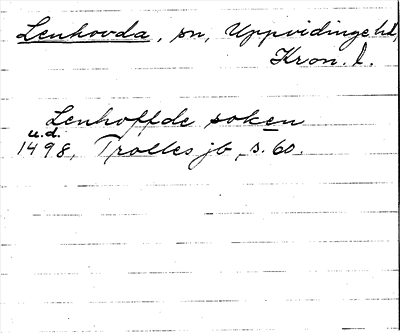 Lenhovda, sn, Uppvidinge hd,
Kron. l.
Lenhoffde soken
u.d.
1498, Trolles jb, s. 60.